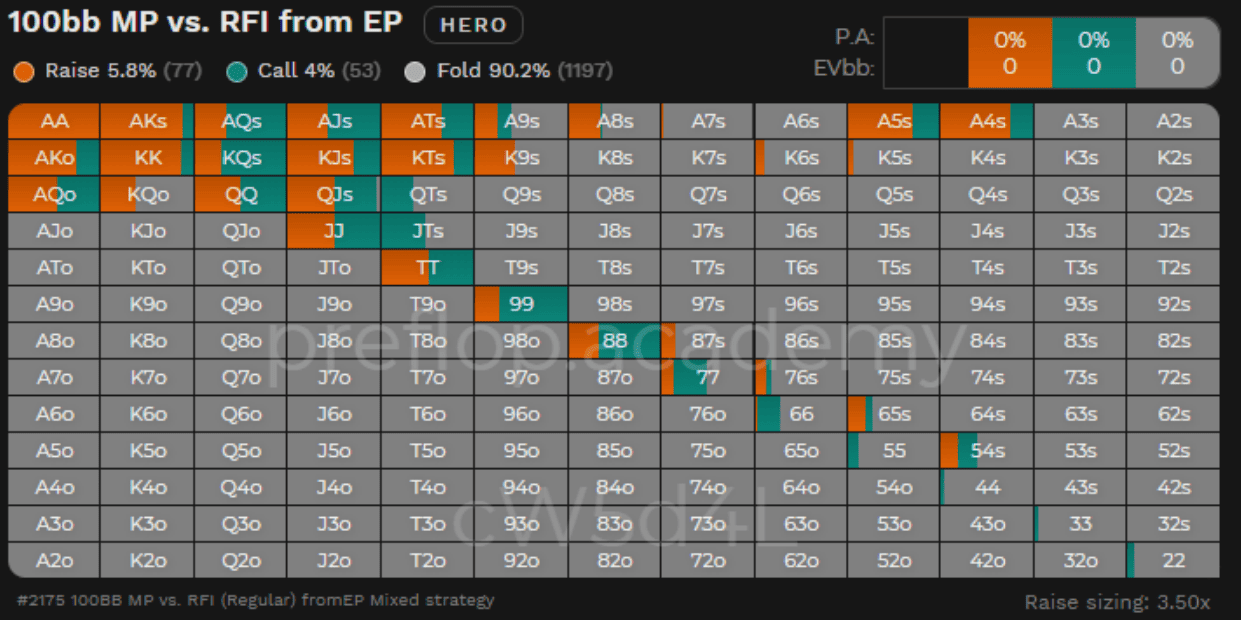 100bb MP vs. RFI from EP HERO
P.A: 0% 0% 0%
EVbb: 0 0 0
Raise 5.8% (77) Call 4% (53) Fold 90.2% (1197)
AA AKs AQs AJs ATs A9s A8s A7s A6s A5s A4s A3s A2s
AKo KK KQs KJs KTs K9s K8s K7s K6s K5s K4s K3s K2s
AQo KQo QQ QJs QTs Q9s Q8s Q7s Q6s Q5s Q4s Q3s Q2s
AJo KJo QJo JJ JTs J9s J8s J7s J6s J5s J4s J3s J2s
ATo KTo QTo JTo TT T9s T8s T7s T6s T5s T4s T3s T2s
A9o K9o Q9o J9o T9o 99 98s 97s 96s 95s 94s 93s 92s
A8o K8o Q8o J8o T8o 98o 88 87s 86s 85s 84s 83s 82s
preflop.academy
A7o K7o Q7o J7o T7o 97o 87o 77 76s 75s 74s 73s 72s
A6o K6o Q6o J6o T6o 96o 86o 76o 66 65s 64s 63s 62s
A5o K5o Q5o J5o T5o 95o 85o 75o 65o 55 54s 53s 52s
A4o K4o Q4o J4o T4o 94o 84o 74o 64o 54o 44 43s 42s
A3o K3o Q3o J3o T3o 93o 83o 73o 63o 53o 43o 33 32s
cW5d4L
A2o K2o Q2o J2o T2o 92o 82o 72o 62o 52o 42o 32o 22
#2175 100BB MP vs. RFI (Regular) fromEP Mixed strategy
Raise sizing: 3.50x